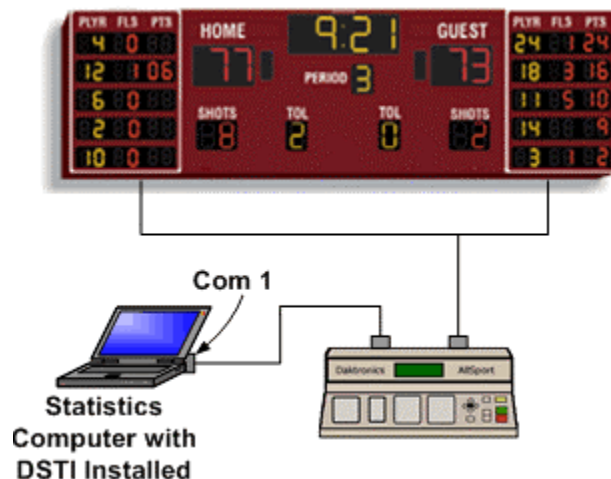 PLYR FLS PTS
4 0
12 1 06
6 0
2 0
10 0
HOME
77
9:21
PERIOD 3
GUEST
73
SHOTS
8
TOL
2
TOL
0
SHOTS
2
PLYR FLS PTS
24 1 24
18 3 16
11 5 10
14 9
3 1 2
Com 1
Daktronics AllSport
Statistics
Computer with
DSTI Installed